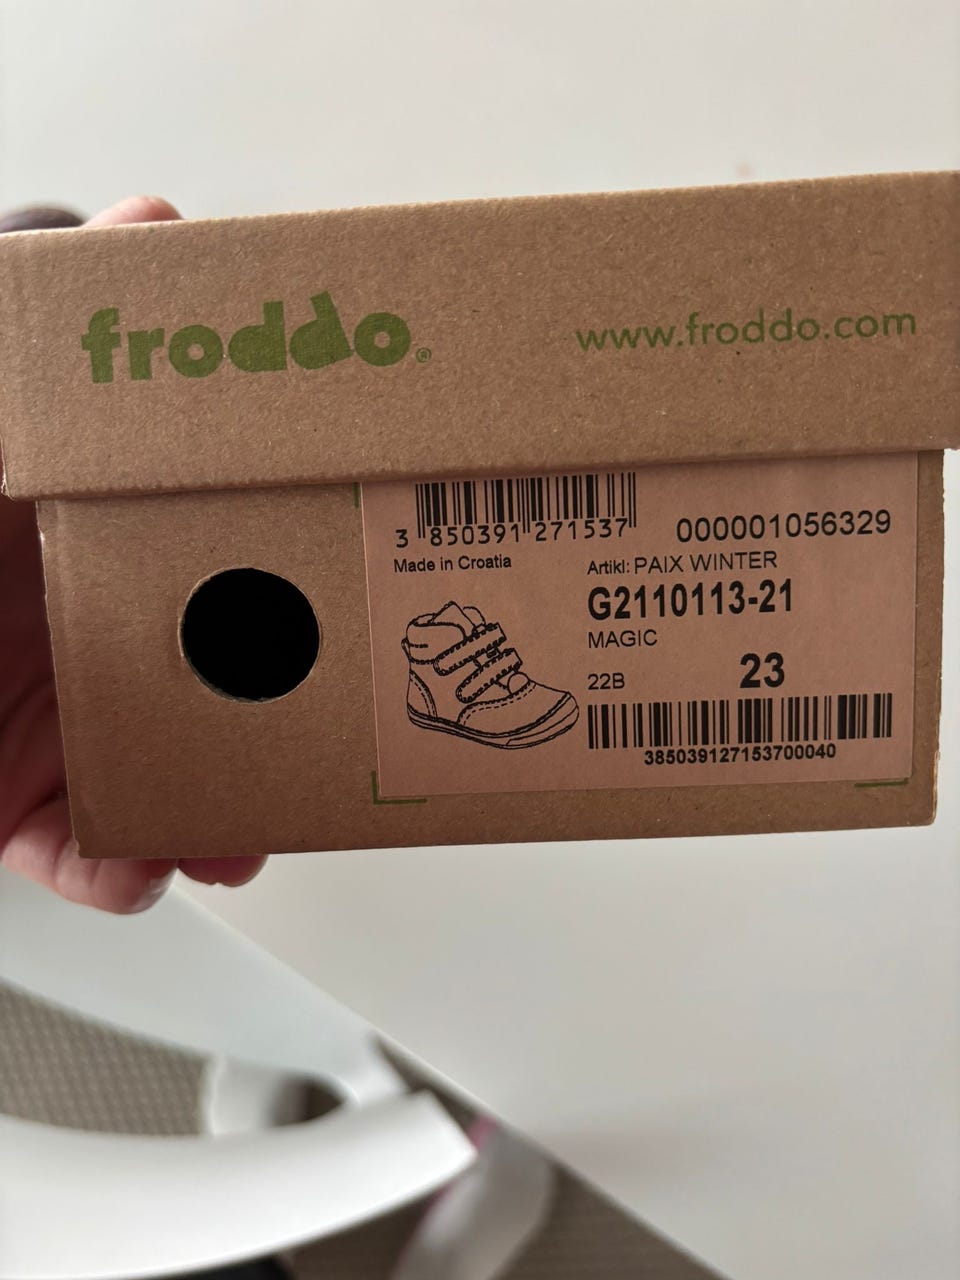 froddo®
www.froddo.com
3 850391 271537
000001056329
Made in Croatia
Artikl: PAIX WINTER
G2110113-21
MAGIC
22B
23
385039127153700040